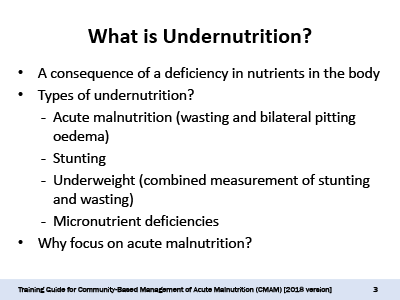 What is Undernutrition?
• A consequence of a deficiency in nutrients in the body
• Types of undernutrition?
- Acute malnutrition (wasting and bilateral pitting
oedema)
- Stunting
- Underweight (combined measurement of stunting
and wasting)
- Micronutrient deficiencies
• Why focus on acute malnutrition?
Training Guide for Community-Based Management of Acute Malnutrition (CMAM) [2018 version] 3